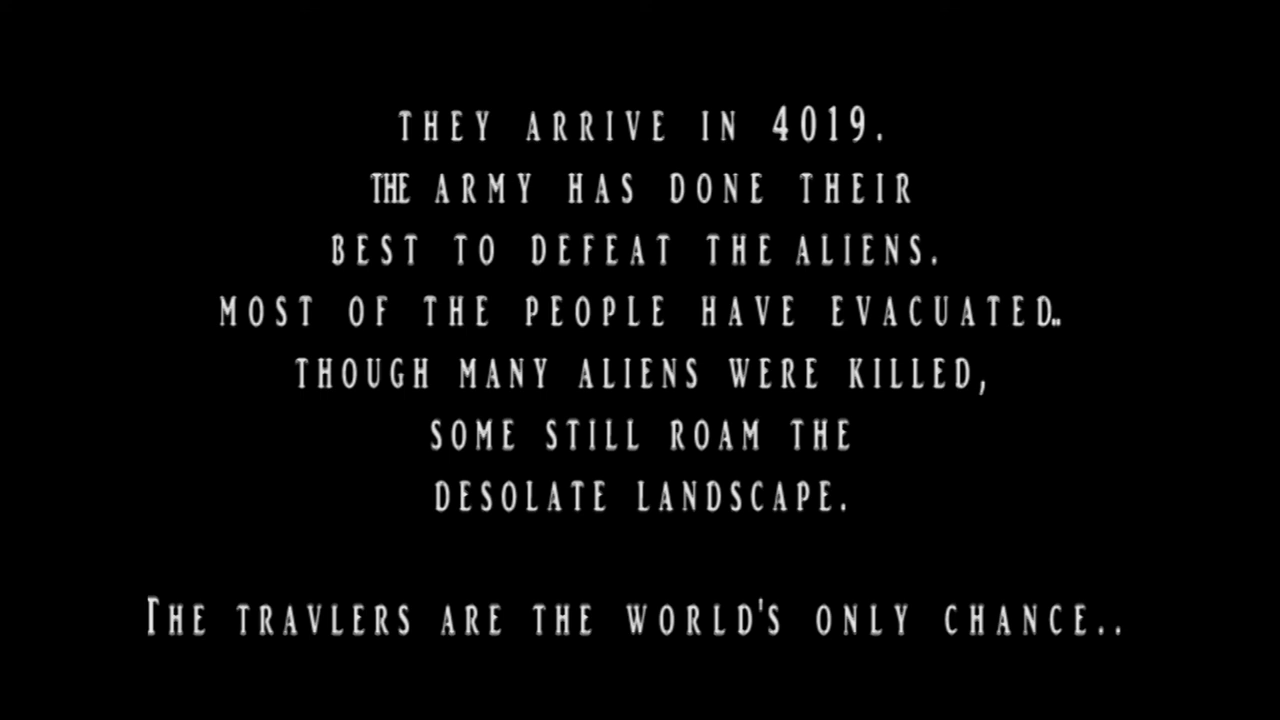 THEY ARRIVE IN 4019.
THE ARMY HAS DONE THEIR
BEST TO DEFEAT THE ALIENS.
MOST OF THE PEOPLE HAVE EVACUATED..
THOUGH MANY ALIENS WERE KILLED,
SOME STILL ROAM THE
DESOLATE LANDSCAPE.
THE TRAVLERS ARE THE WORLD'S ONLY CHANCE..